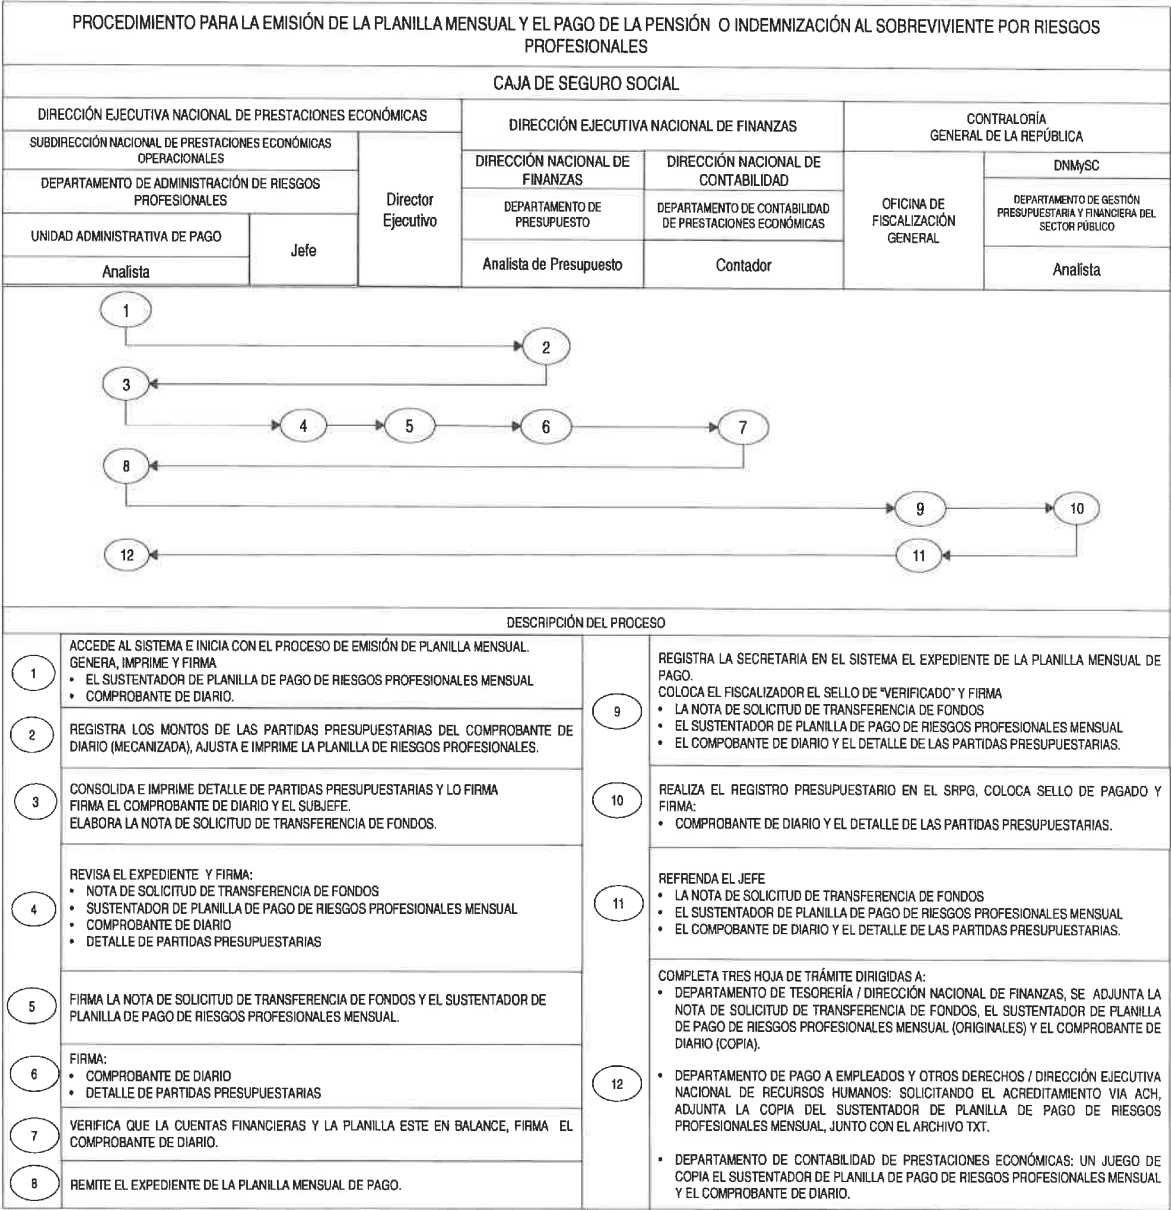 PROCEDIMIENTO PARA LA EMISIÓN DE LA PLANILLA MENSUAL Y EL PAGO DE LA PENSIÓN O INDEMNIZACIÓN AL SOBREVIVIENTE POR RIESGOS
PROFESIONALES
CAJA DE SEGURO SOCIAL
DIRECCIÓN EJECUTIVA NACIONAL DE PRESTACIONES ECONÓMICAS
SUBDIRECCIÓN NACIONAL DE PRESTACIONES ECONÓMICAS
OPERACIONALES
DEPARTAMENTO DE ADMINISTRACIÓN DE RIESGOS
PROFESIONALES
UNIDAD ADMINISTRATIVA DE PAGO
Analista
Jefe
Director
Ejecutivo
DIRECCIÓN EJECUTIVA NACIONAL DE FINANZAS
DIRECCIÓN NACIONAL DE
FINANZAS
DEPARTAMENTO DE
PRESUPUESTO
Analista de Presupuesto
DIRECCIÓN NACIONAL DE
CONTABILIDAD
DEPARTAMENTO DE CONTABILIDAD
DE PRESTACIONES ECONÓMICAS
Contador
CONTRALORÍA
GENERAL DE LA REPÚBLICA
OFICINA DE
FISCALIZACIÓN
GENERAL
DNMySC
DEPARTAMENTO DE GESTIÓN
PRESUPUESTARIA Y FINANCIERA DEL
SECTOR PÚBLICO
Analista
1
2
3
4
5
6
7
8
9
10
12
11
DESCRIPCIÓN DEL PROCESO
1
ACCEDE AL SISTEMA E INICIA CON EL PROCESO DE EMISIÓN DE PLANILLA MENSUAL.
GENERA, IMPRIME Y FIRMA
• EL SUSTENTADOR DE PLANILLA DE PAGO DE RIESGOS PROFESIONALES MENSUAL
• COMPROBANTE DE DIARIO.
2
REGISTRA LOS MONTOS DE LAS PARTIDAS PRESUPUESTARIAS DEL COMPROBANTE DE
DIARIO (MECANIZADA), AJUSTA E IMPRIME LA PLANILLA DE RIESGOS PROFESIONALES.
3
CONSOLIDA E IMPRIME DETALLE DE PARTIDAS PRESUPUESTARIAS Y LO FIRMA
FIRMA EL COMPROBANTE DE DIARIO Y EL SUBJEFE.
ELABORA LA NOTA DE SOLICITUD DE TRANSFERENCIA DE FONDOS.
4
REVISA EL EXPEDIENTE Y FIRMA:
• NOTA DE SOLICITUD DE TRANSFERENCIA DE FONDOS
• SUSTENTADOR DE PLANILLA DE PAGO DE RIESGOS PROFESIONALES MENSUAL
• COMPROBANTE DE DIARIO
• DETALLE DE PARTIDAS PRESUPUESTARIAS
5
FIRMA LA NOTA DE SOLICITUD DE TRANSFERENCIA DE FONDOS Y EL SUSTENTADOR DE
PLANILLA DE PAGO DE RIESGOS PROFESIONALES MENSUAL.
6
FIRMA:
• COMPROBANTE DE DIARIO
• DETALLE DE PARTIDAS PRESUPUESTARIAS
7
VERIFICA QUE LA CUENTAS FINANCIERAS Y LA PLANILLA ESTE EN BALANCE, FIRMA EL
COMPROBANTE DE DIARIO.
8
REMITE EL EXPEDIENTE DE LA PLANILLA MENSUAL DE PAGO.
9
REGISTRA LA SECRETARIA EN EL SISTEMA EL EXPEDIENTE DE LA PLANILLA MENSUAL DE
PAGO.
COLOCA EL FISCALIZADOR EL SELLO DE "VERIFICADO" Y FIRMA
• LA NOTA DE SOLICITUD DE TRANSFERENCIA DE FONDOS
• EL SUSTENTADOR DE PLANILLA DE PAGO DE RIESGOS PROFESIONALES MENSUAL
• EL COMPOBANTE DE DIARIO Y EL DETALLE DE LAS PARTIDAS PRESUPUESTARIAS.
10
REALIZA EL REGISTRO PRESUPUESTARIO EN EL SRPG, COLOCA SELLO DE PAGADO Y
FIRMA:
• COMPROBANTE DE DIARIO Y EL DETALLE DE LAS PARTIDAS PRESUPUESTARIAS.
11
REFRENDA EL JEFE
• LA NOTA DE SOLICITUD DE TRANSFERENCIA DE FONDOS
• EL SUSTENTADOR DE PLANILLA DE PAGO DE RIESGOS PROFESIONALES MENSUAL
• EL COMPOBANTE DE DIARIO Y EL DETALLE DE LAS PARTIDAS PRESUPUESTARIAS.
12
COMPLETA TRES HOJA DE TRÁMITE DIRIGIDAS A:
• DEPARTAMENTO DE TESORERÍA / DIRECCIÓN NACIONAL DE FINANZAS, SE ADJUNTA LA
NOTA DE SOLICITUD DE TRANSFERENCIA DE FONDOS, EL SUSTENTADOR DE PLANILLA
DE PAGO DE RIESGOS PROFESIONALES MENSUAL (ORIGINALES) Y EL COMPROBANTE DE
DIARIO (COPIA).
• DEPARTAMENTO DE PAGO A EMPLEADOS Y OTROS DERECHOS / DIRECCIÓN EJECUTIVA
NACIONAL DE RECURSOS HUMANOS: SOLICITANDO EL ACREDITAMIENTO VIA ACH,
ADJUNTA LA COPIA DEL SUSTENTADOR DE PLANILLA DE PAGO DE RIESGOS
PROFESIONALES MENSUAL, JUNTO CON EL ARCHIVO TXT.
• DEPARTAMENTO DE CONTABILIDAD DE PRESTACIONES ECONÓMICAS: UN JUEGO DE
COPIA EL SUSTENTADOR DE PLANILLA DE PAGO DE RIESGOS PROFESIONALES MENSUAL
Y EL COMPROBANTE DE DIARIO.